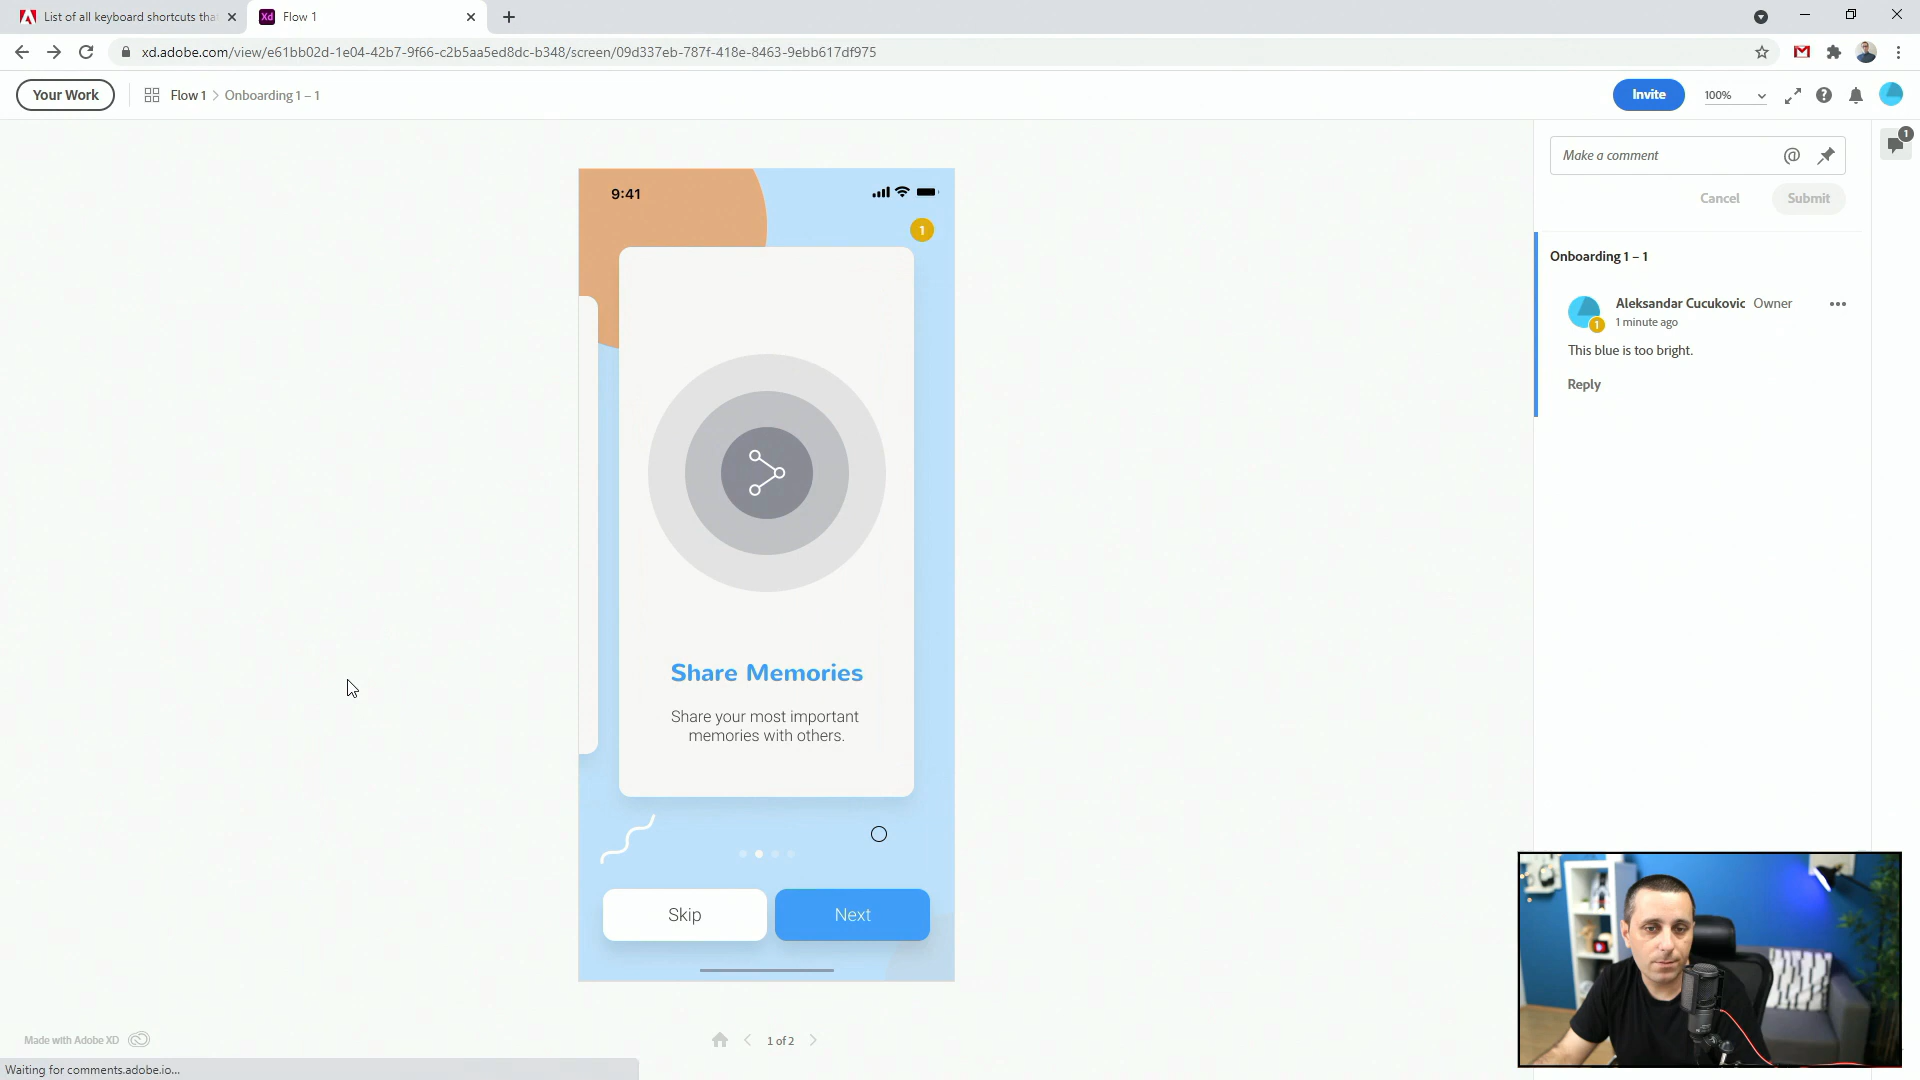 List of all keyboard shortcuts tha
Xd
Flow 1
xd.adobe.com/view/e61bb02d-1e04-42b7-9f66-c2b5aa5ed8dc-b348/screen/09d337eb-787f-418e-8463-9ebb617df975
Your Work
Flow 1 > Onboarding 1 – 1
Invite
100%
Make a comment
@
1
Cancel
Submit
9:41
1
Onboarding 1 – 1
Aleksandar Cucukovic Owner
1
1 minute ago
This blue is too bright.
Reply
Share Memories
Share your most important
memories with others.
Skip
Next
Made with Adobe XD
1 of 2
Waiting for comments.adobe.io...